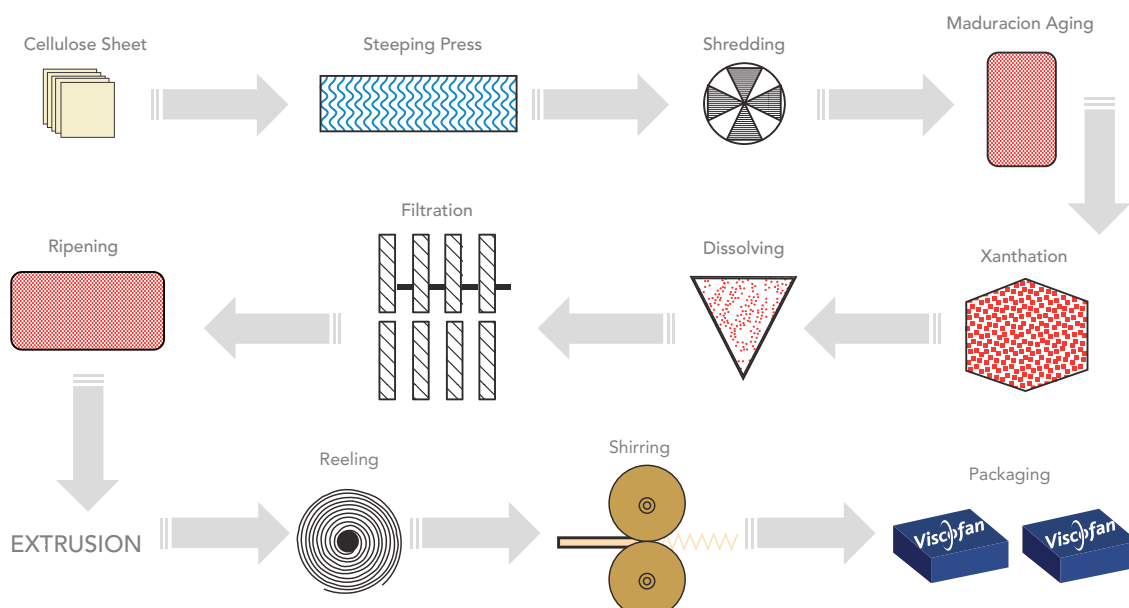 Cellulose Sheet
Steeping Press
Shredding
Maduracion Aging
Xanthation
Dissolving
Filtration
Ripening
EXTRUSION
Reeling
Shirring
Packaging
Viscofan
Viscofan